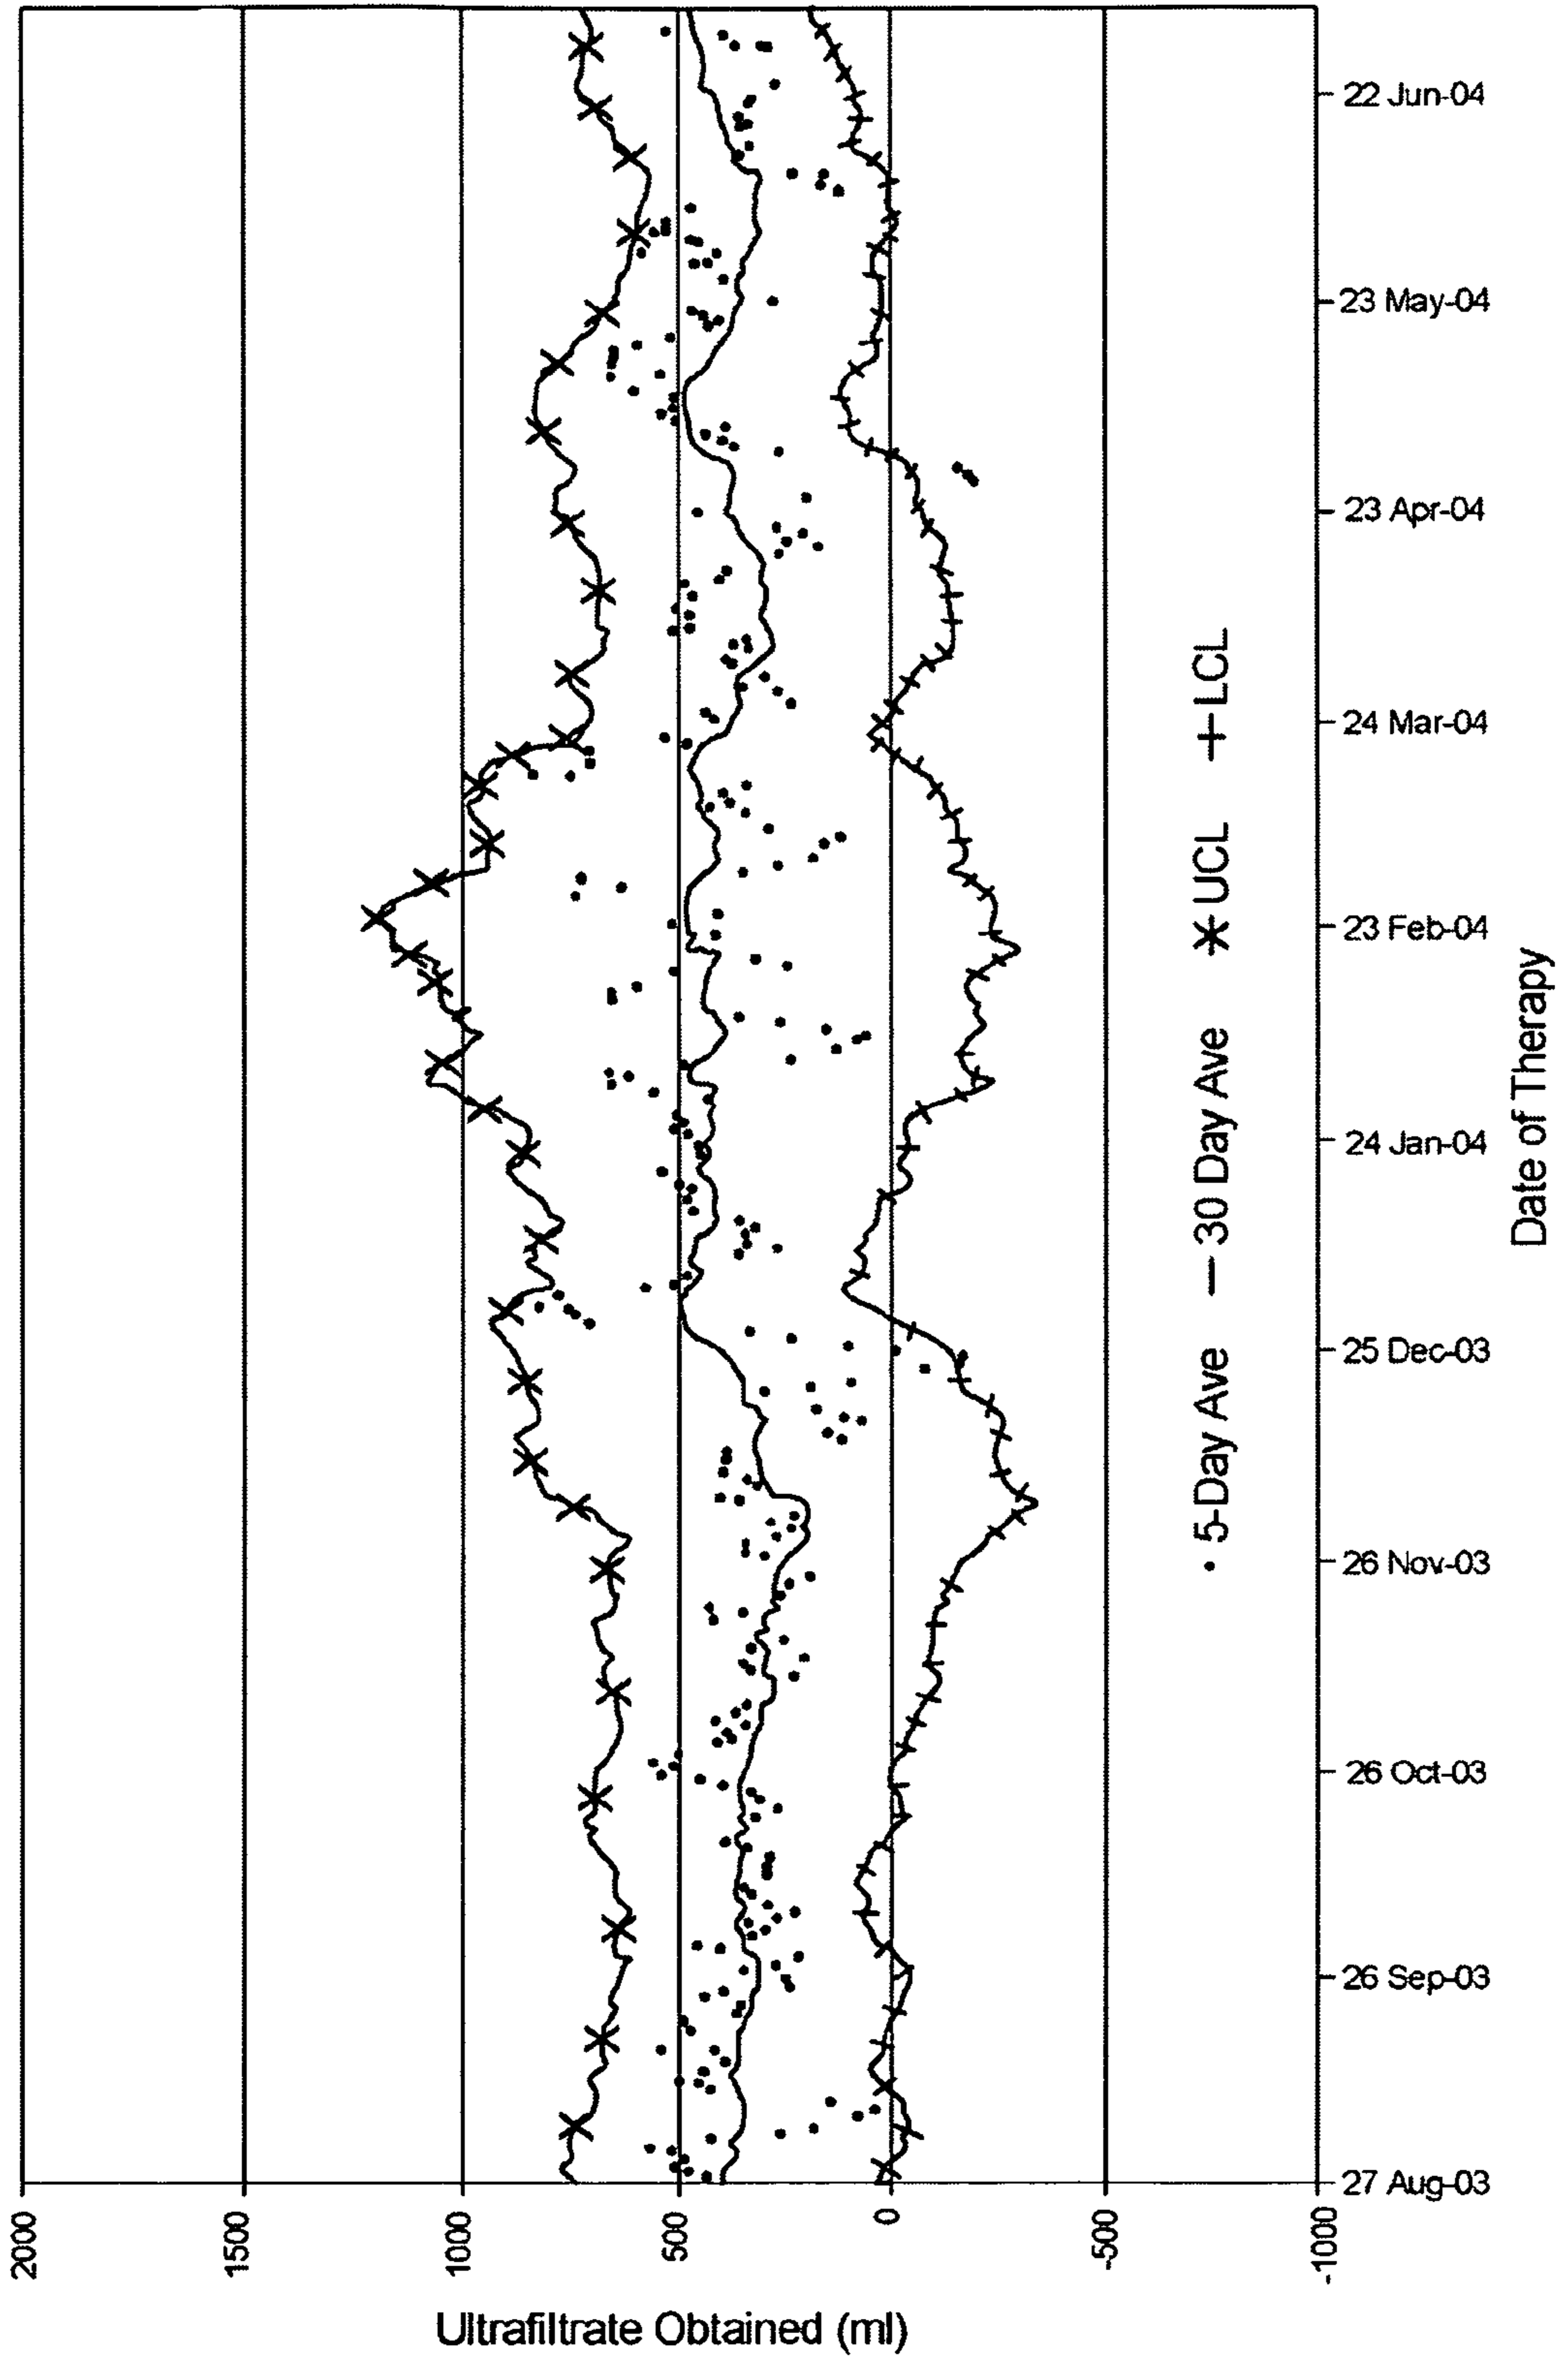 2000
1500
1000
500
0
-500
-1000
Ultrafiltrate Obtained (ml)
27 Aug-03
26 Sep-03
26 Oct-03
26 Nov-03
25 Dec-03
24 Jan-04
23 Feb-04
24 Mar-04
23 Apr-04
23 May-04
22 Jun-04
5-Day Ave
30 Day Ave
UCL
LCL
Date of Therapy